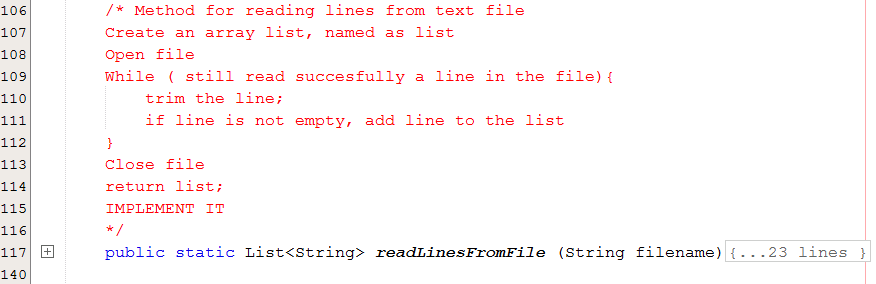 106 /* Method for reading lines from text file
107 Create an array list, named as list
108 Open file
109 While ( still read succesfully a line in the file){
110 trim the line;
111 if line is not empty, add line to the list
112 }
113 Close file
114 return list;
115 IMPLEMENT IT
116 */
117 public static List<String> readLinesFromFile (String filename){...23 lines }
140